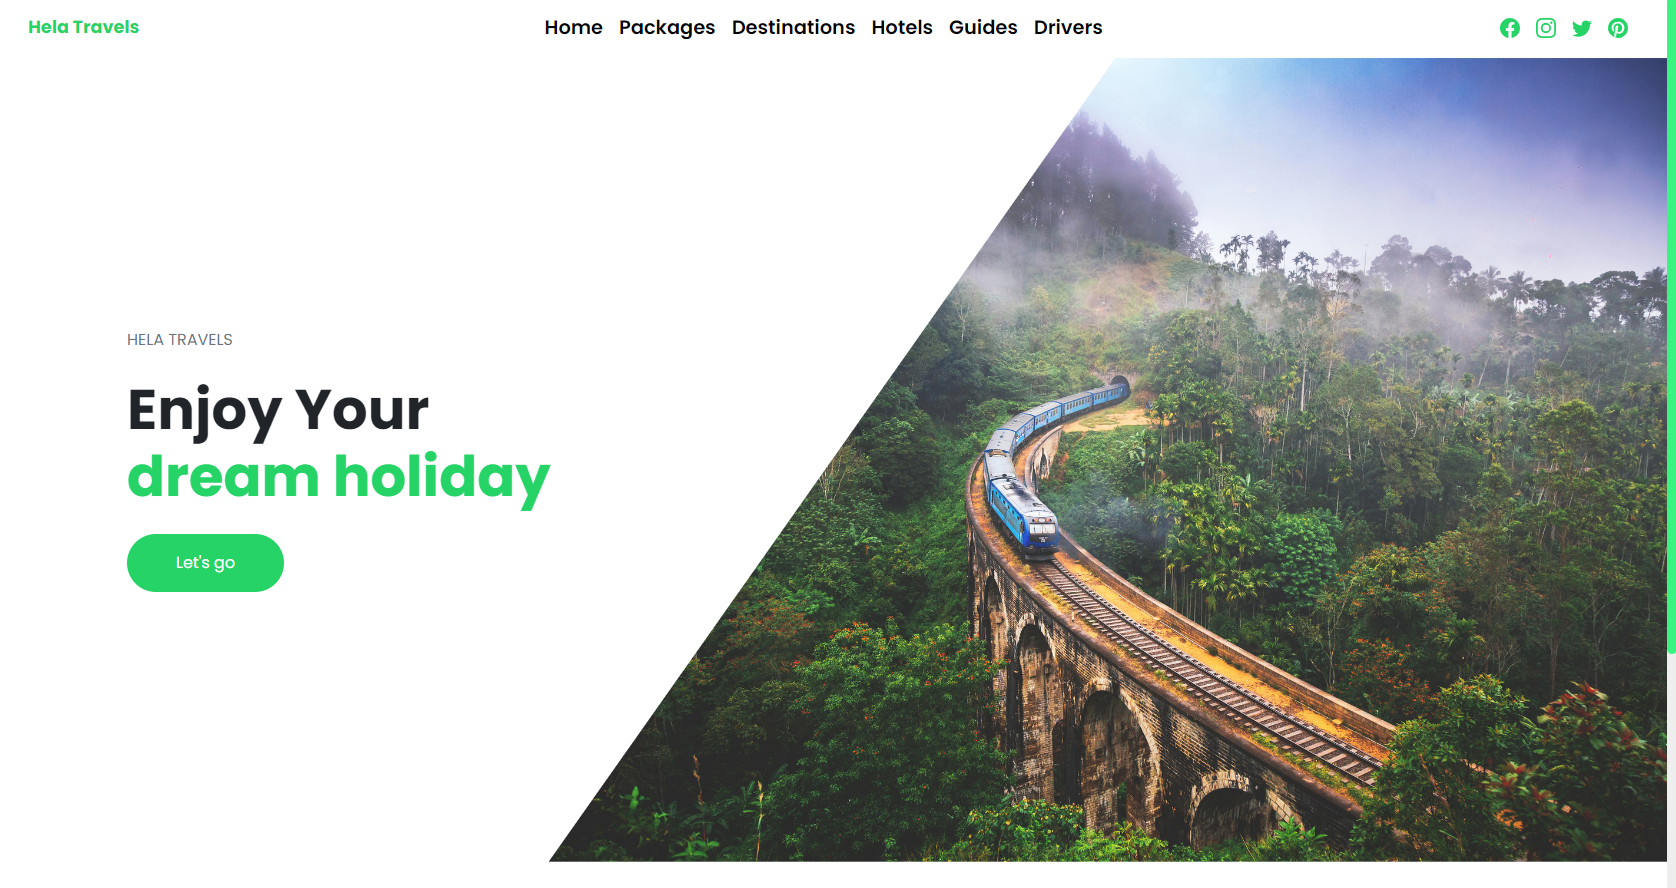 Hela Travels
Home Packages Destinations Hotels Guides Drivers
HELA TRAVELS
Enjoy Your
dream holiday
Let's go